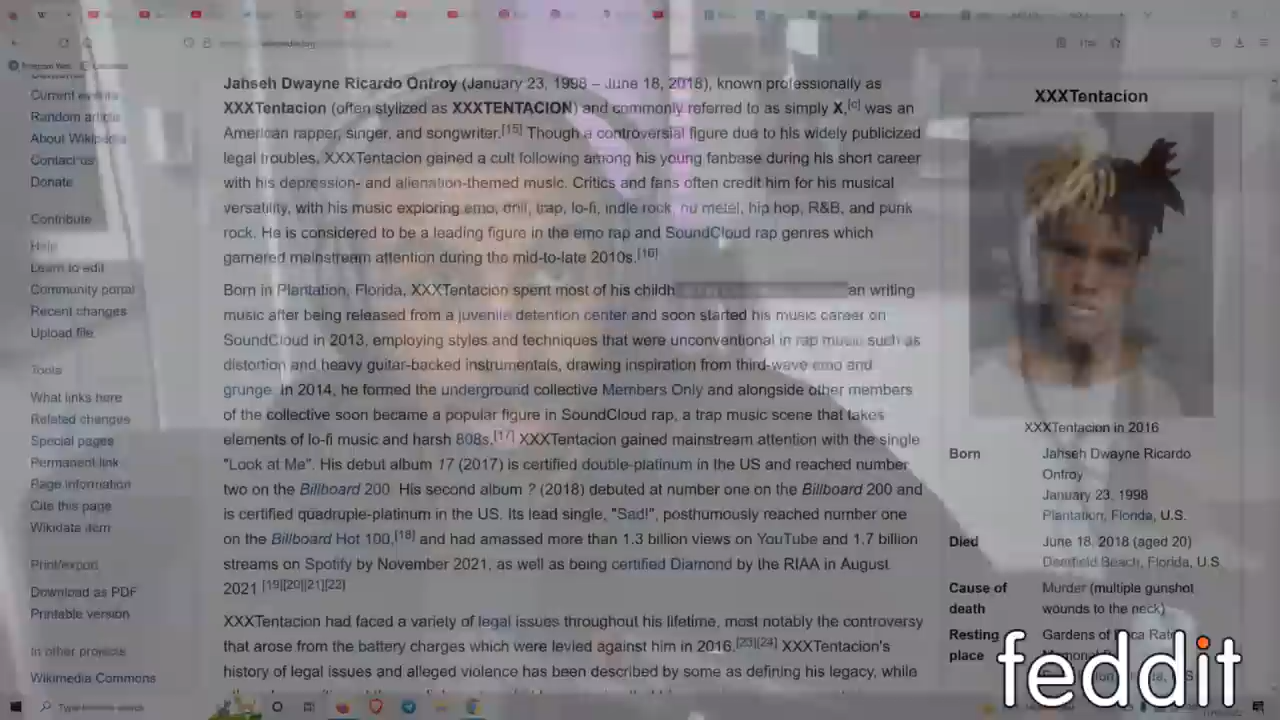 Current events
Random article
About Wikipedia
Contact us
Donate
Contribute
Help
Learn to edit
Community portal
Recent changes
Upload file
Tools
What links here
Related changes
Special pages
Permanent link
Page information
Cite this page
Wikidata item
Print/export
Download as PDF
Printable version
In other projects
Wikimedia Commons
Jahseh Dwayne Ricardo Onfroy (January 23, 1998 – June 18, 2018), known professionally as
XXXTentacion (often stylized as XXXTENTACION) and commonly referred to as simply X,[c] was an
American rapper, singer, and songwriter.[15] Though a controversial figure due to his widely publicized
legal troubles, XXXTentacion gained a cult following among his young fanbase during his short career
with his depression- and alienation-themed music. Critics and fans often credit him for his musical
versatility, with his music exploring emo, drill, trap, lo-fi, indie rock, nu metel, hip hop, R&B, and punk
rock. He is considered to be a leading figure in the emo rap and SoundCloud rap genres which
garnered mainstream attention during the mid-to-late 2010s.[16]
Born in Plantation, Florida, XXXTentacion spent most of his childh an writing
music after being released from a juvenile detention center and soon started his music career on
SoundCloud in 2013, employing styles and techniques that were unconventional in rap music such as
distortion and heavy guitar-backed instrumentals, drawing inspiration from third-wave emo and
grunge. In 2014, he formed the underground collective Members Only and alongside other members
of the collective soon became a popular figure in SoundCloud rap, a trap music scene that takes
elements of lo-fi music and harsh 808s.[17] XXXTentacion gained mainstream attention with the single
"Look at Me". His debut album 17 (2017) is certified double-platinum in the US and reached number
two on the Billboard 200. His second album ? (2018) debuted at number one on the Billboard 200 and
is certified quadruple-platinum in the US. Its lead single, "Sad!", posthumously reached number one
on the Billboard Hot 100,[18] and had amassed more than 1.3 billion views on YouTube and 1.7 billion
streams on Spotify by November 2021, as well as being certified Diamond by the RIAA in August
2021.[19][20][21][22]
XXXTentacion had faced a variety of legal issues throughout his lifetime, most notably the controversy
that arose from the battery charges which were levied against him in 2016.[23][24] XXXTentacion's
history of legal issues and alleged violence has been described by some as defining his legacy, while
XXXTentacion
XXXTentacion in 2016
Born Jahseh Dwayne Ricardo
Onfroy
January 23, 1998
Plantation, Florida, U.S.
Died June 18, 2018 (aged 20)
Deerfield Beach, Florida, U.S.
Cause of Murder (multiple gunshot
death wounds to the neck)
Resting Gardens of
place
feddit